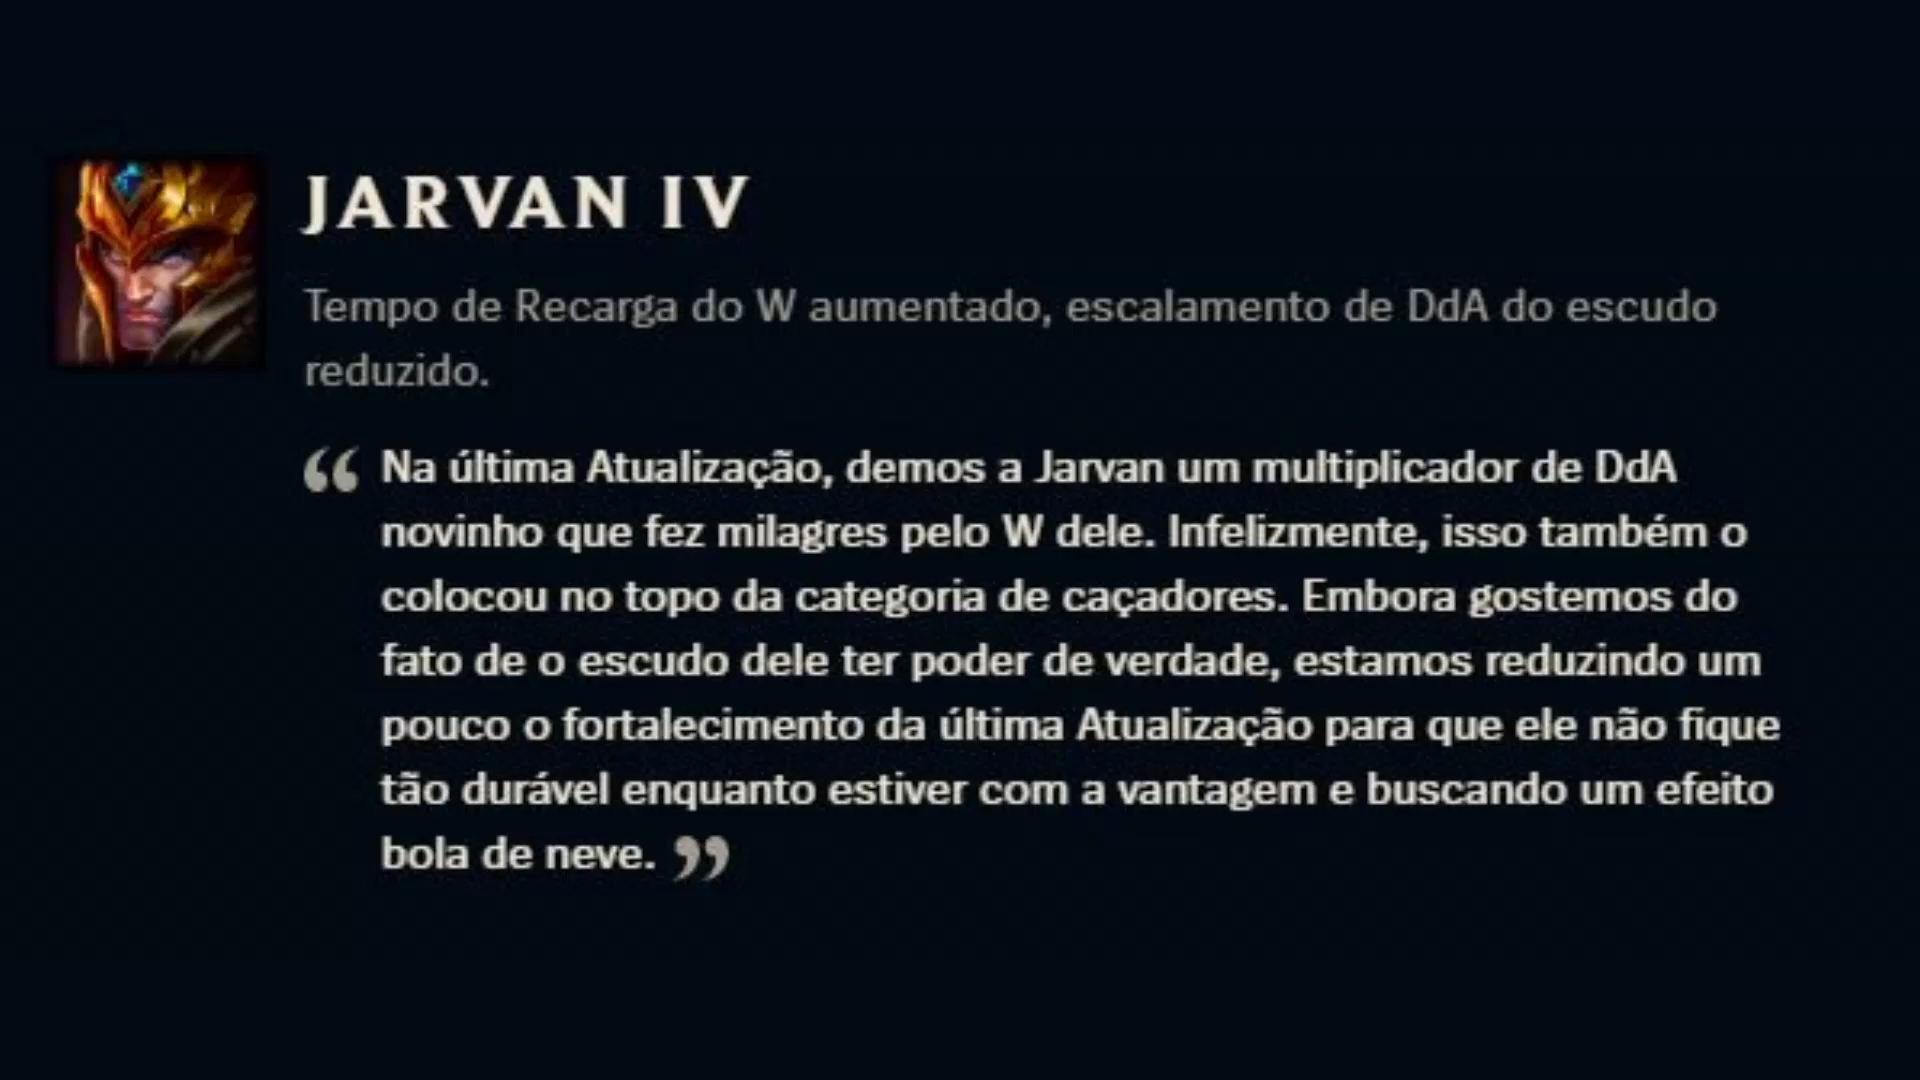 JARVAN IV
Tempo de Recarga do W aumentado, escalamento de DdA do escudo
reduzido.
“ Na última Atualização, demos a Jarvan um multiplicador de DdA
novinho que fez milagres pelo W dele. Infelizmente, isso também o
colocou no topo da categoria de caçadores. Embora gostemos do
fato de o escudo dele ter poder de verdade, estamos reduzindo um
pouco o fortalecimento da última Atualização para que ele não fique
tão durável enquanto estiver com a vantagem e buscando um efeito
bola de neve. ”